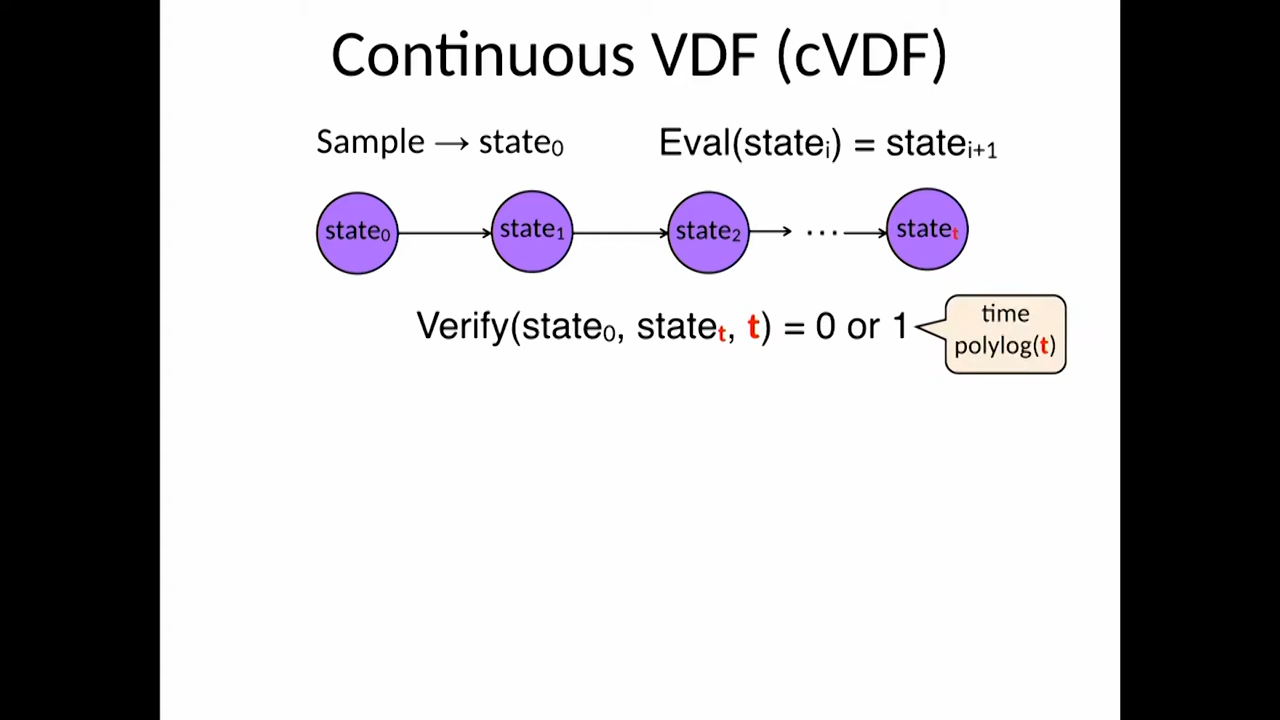 Continuous VDF (cVDF)
Sample → state₀ Eval(stateᵢ) = stateᵢ₊₁
state₀ state₁ state₂ ··· stateₜ
Verify(state₀, stateₜ, t) = 0 or 1
time
polylog(t)